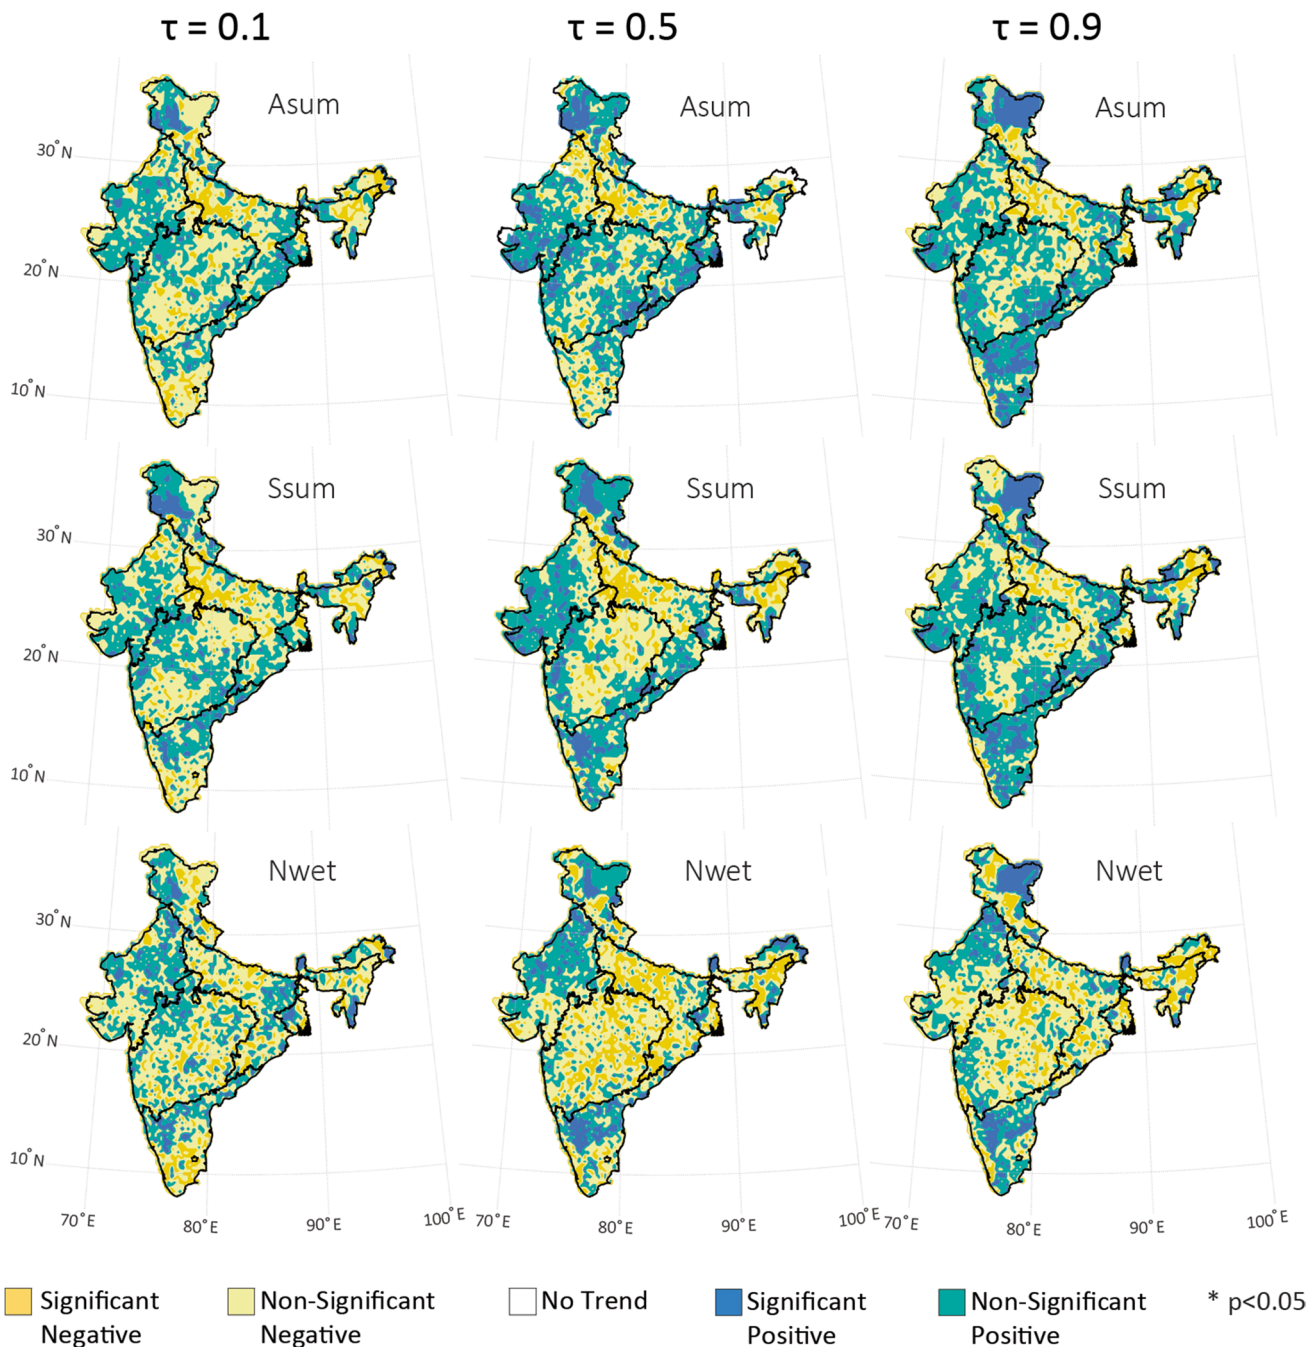 τ = 0.1
τ = 0.5
τ = 0.9
Asum
Asum
Asum
30°N
20°N
10°N
Ssum
Ssum
Ssum
30°N
20°N
10°N
Nwet
Nwet
Nwet
30°N
20°N
10°N
70°E
80°E
90°E
100°E
70°E
80°E
90°E
100°E
70°E
80°E
90°E
100°E
Significant
Negative
Non-Significant
Negative
No Trend
Significant
Positive
Non-Significant
Positive
* p<0.05